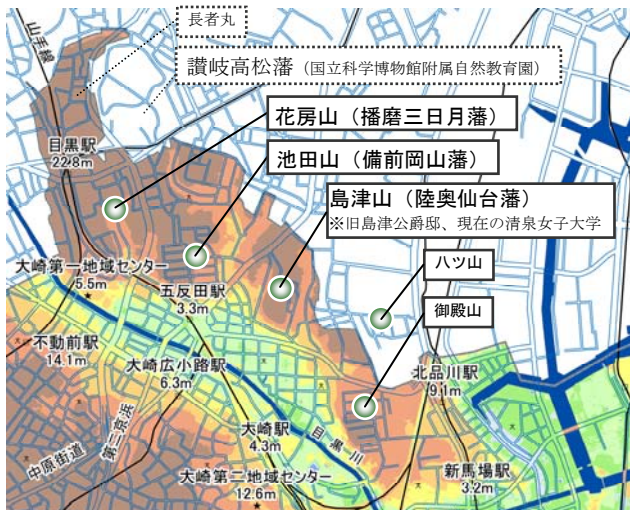 長者丸
山手線
讃岐高松藩（国立科学博物館附属自然教育園）
花房山（播磨三日月藩）
目黒駅
22.8m
池田山（備前岡山藩）
島津山（陸奥仙台藩）
※旧島津公爵邸、現在の清泉女子大学
八ツ山
大崎第一地域センター
5.5m
五反田駅
3.3m
御殿山
不動前駅
14.1m
大崎広小路駅
6.3m
北品川駅
9.1m
大崎駅
4.3m
目黒川
第二京浜
中原街道
新馬場駅
3.2m
大崎第二地域センター
12.6m